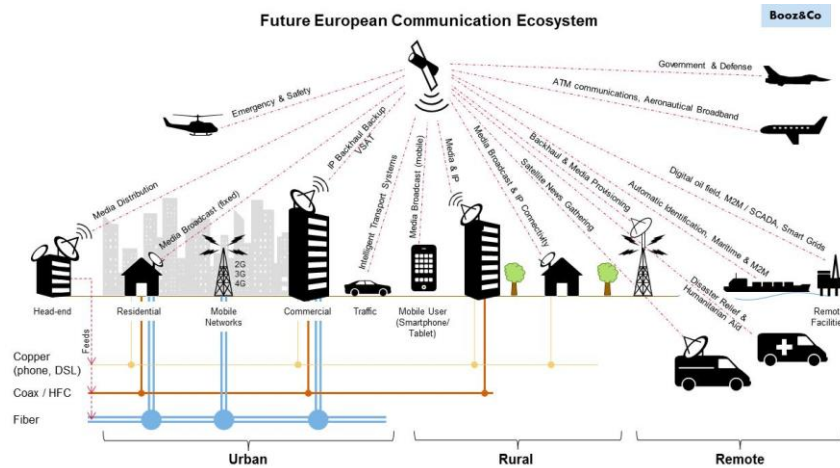 Future European Communication Ecosystem
Booz&Co
Government & Defense
ATM communications, Aeronautical Broadband
Emergency & Safety
IP Backhaul Backup
VSAT
Media Distribution
Media Broadcast (fixed)
Intelligent Transport Systems
Media Broadcast (mobile)
Media & IP
Media Broadcast & IP Connectivity
Satellite News Gathering
Backhaul & Media Provisioning
Automatic Identification, Maritime & M2M
Digital oil field, M2M / SCADA, Smart Grids
Disaster Relief &
Humanitarian Aid
2G
3G
4G
Head-end
Residential
Mobile
Networks
Commercial
Traffic
Mobile User
(Smartphone/
Tablet)
Remot
Facilitie
Feeds
Copper
(phone, DSL)
Coax / HFC
Fiber
Urban
Rural
Remote